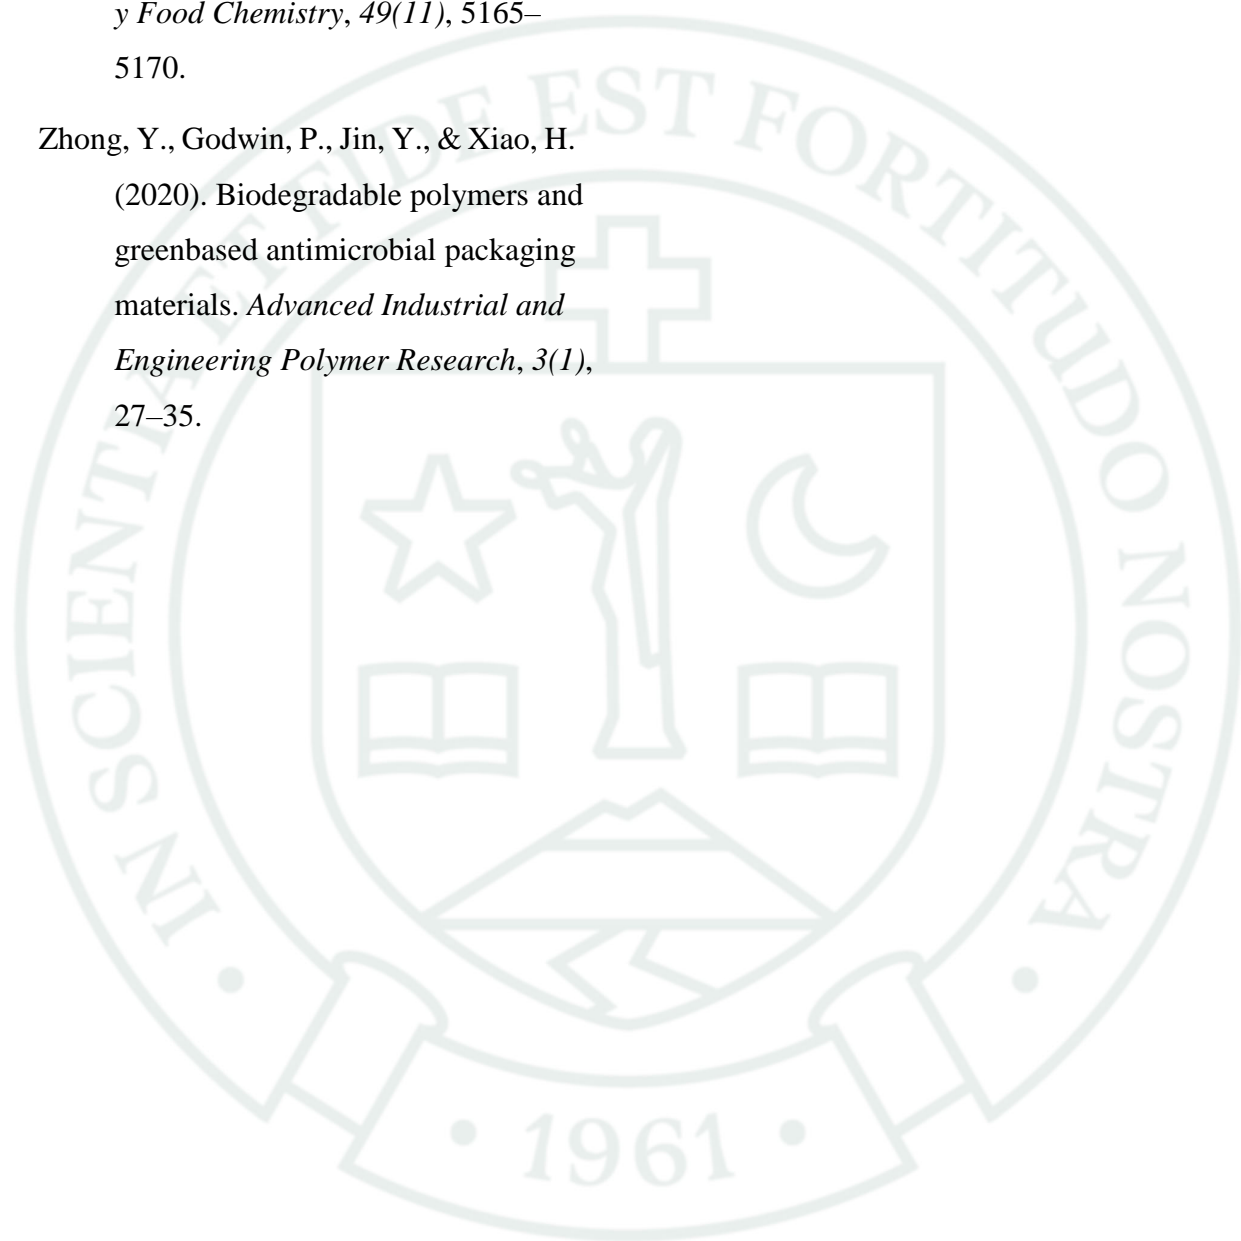 y Food Chemistry, 49(11), 5165–
5170.
Zhong, Y., Godwin, P., Jin, Y., & Xiao, H.
(2020). Biodegradable polymers and
greenbased antimicrobial packaging
materials. Advanced Industrial and
Engineering Polymer Research, 3(1),
27–35.
IN SCIENTIA ET FIDE EST FORTITUDO NOSTRA
• 1961 •